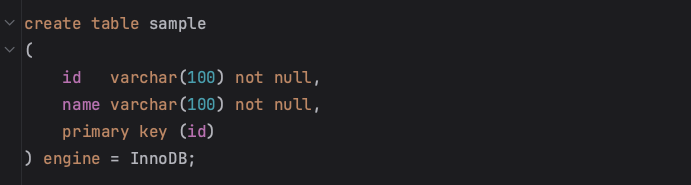 create table sample
(
    id   varchar(100) not null,
    name varchar(100) not null,
    primary key (id)
) engine = InnoDB;